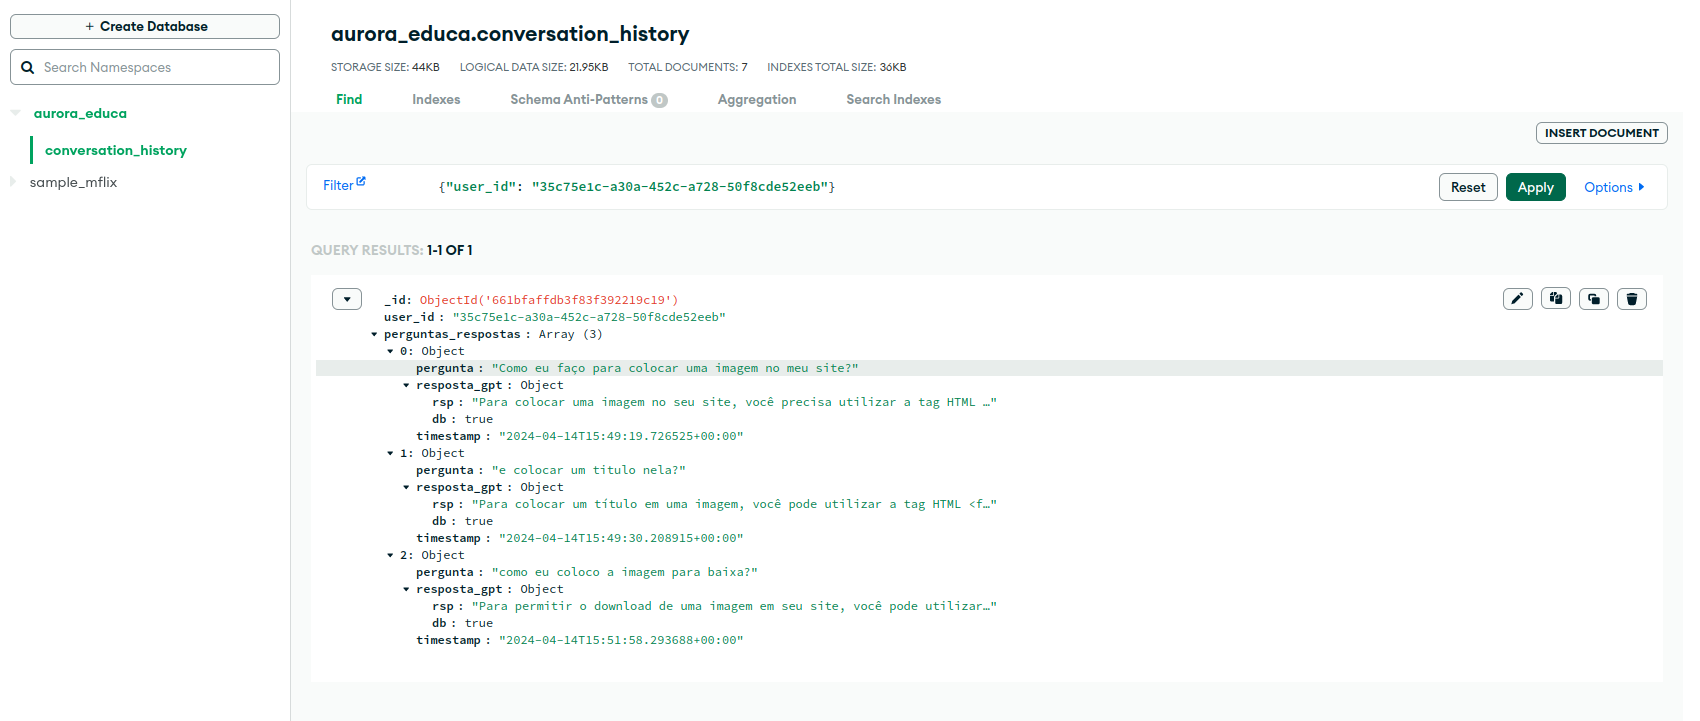 + Create Database
Search Namespaces
aurora_educa
conversation_history
sample_mflix
aurora_educa.conversation_history
STORAGE SIZE: 44KB LOGICAL DATA SIZE: 21.95KB TOTAL DOCUMENTS: 7 INDEXES TOTAL SIZE: 36KB
Find Indexes Schema Anti-Patterns 0 Aggregation Search Indexes
INSERT DOCUMENT
Filter {"user_id": "35c75e1c-a30a-452c-a728-50f8cde52eeb"} Reset Apply Options
QUERY RESULTS: 1-1 OF 1
_id: ObjectId('661bfaffdb3f83f392219c19')
user_id : "35c75e1c-a30a-452c-a728-50f8cde52eeb"
perguntas_respostas : Array (3)
0: Object
pergunta : "Como eu faço para colocar uma imagem no meu site?"
resposta_gpt : Object
rsp : "Para colocar uma imagem no seu site, você precisa utilizar a tag HTML …"
db : true
timestamp : "2024-04-14T15:49:19.726525+00:00"
1: Object
pergunta : "e colocar um titulo nela?"
resposta_gpt : Object
rsp : "Para colocar um título em uma imagem, você pode utilizar a tag HTML <f…"
db : true
timestamp : "2024-04-14T15:49:30.208915+00:00"
2: Object
pergunta : "como eu coloco a imagem para baixa?"
resposta_gpt : Object
rsp : "Para permitir o download de uma imagem em seu site, você pode utilizar…"
db : true
timestamp : "2024-04-14T15:51:58.293688+00:00"